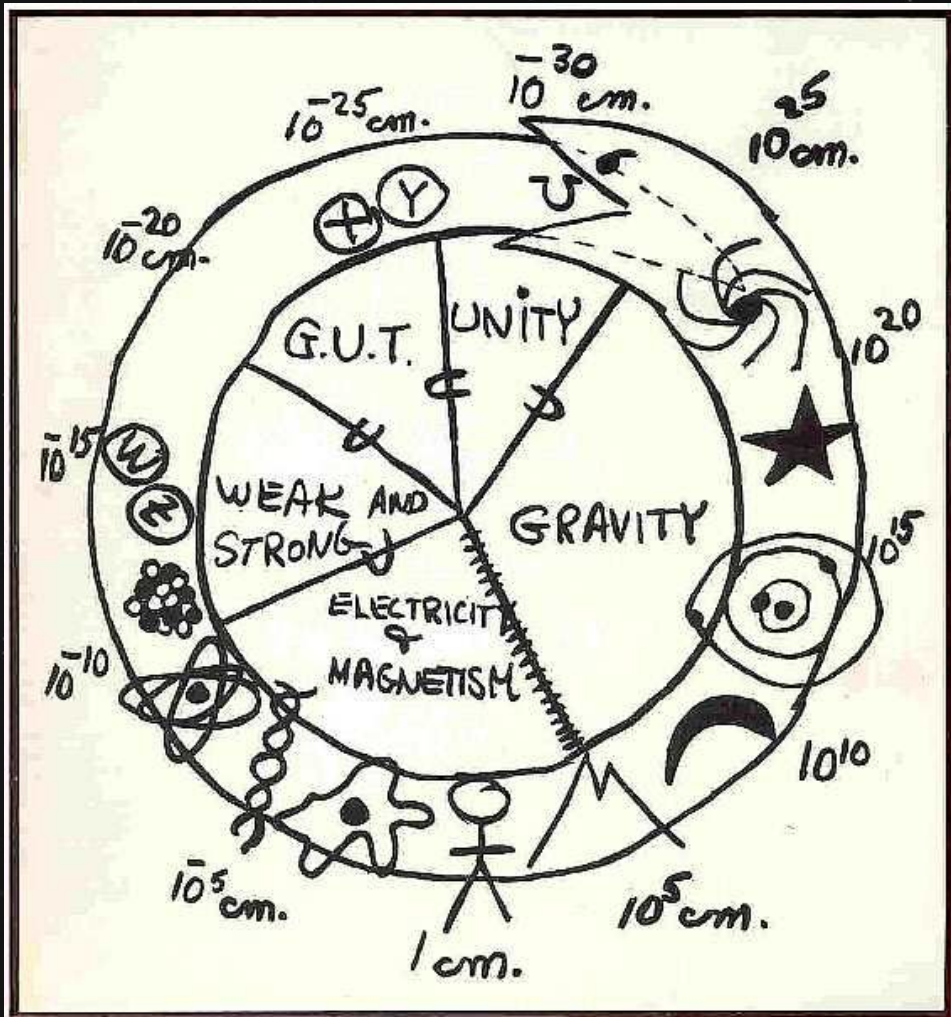 10⁻³⁰ cm.
10⁻²⁵ cm.
10²⁵ cm.
X Y
10⁻²⁰ cm.
G.U.T.
UNITY
10²⁰
10⁻¹⁵
W
Z
WEAK AND
STRONG
GRAVITY
10¹⁵
ELECTRICITY
&
MAGNETISM
10⁻¹⁰
10¹⁰
10⁻⁵ cm.
10⁵ cm.
1 cm.